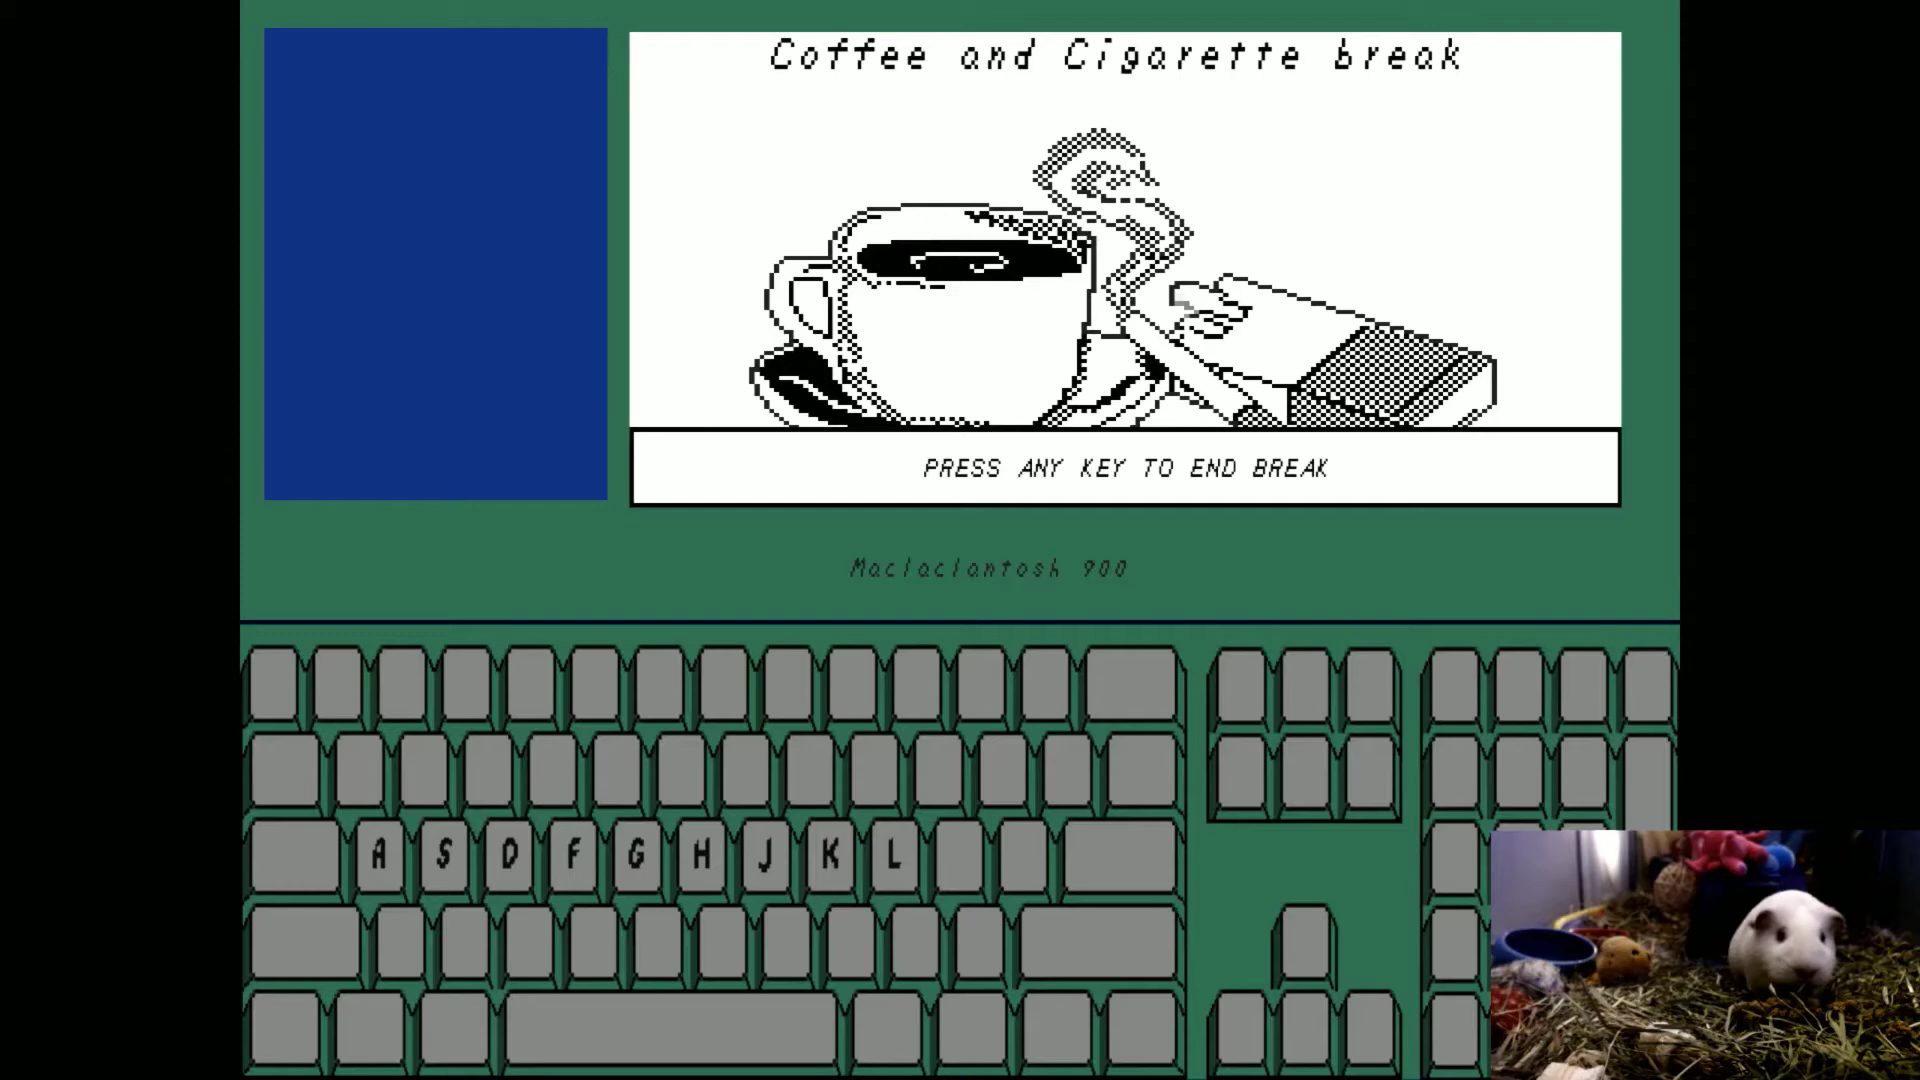 Coffee and Cigarette break
PRESS ANY KEY TO END BREAK
Maclaclantosh 900
A S D F G H J K L